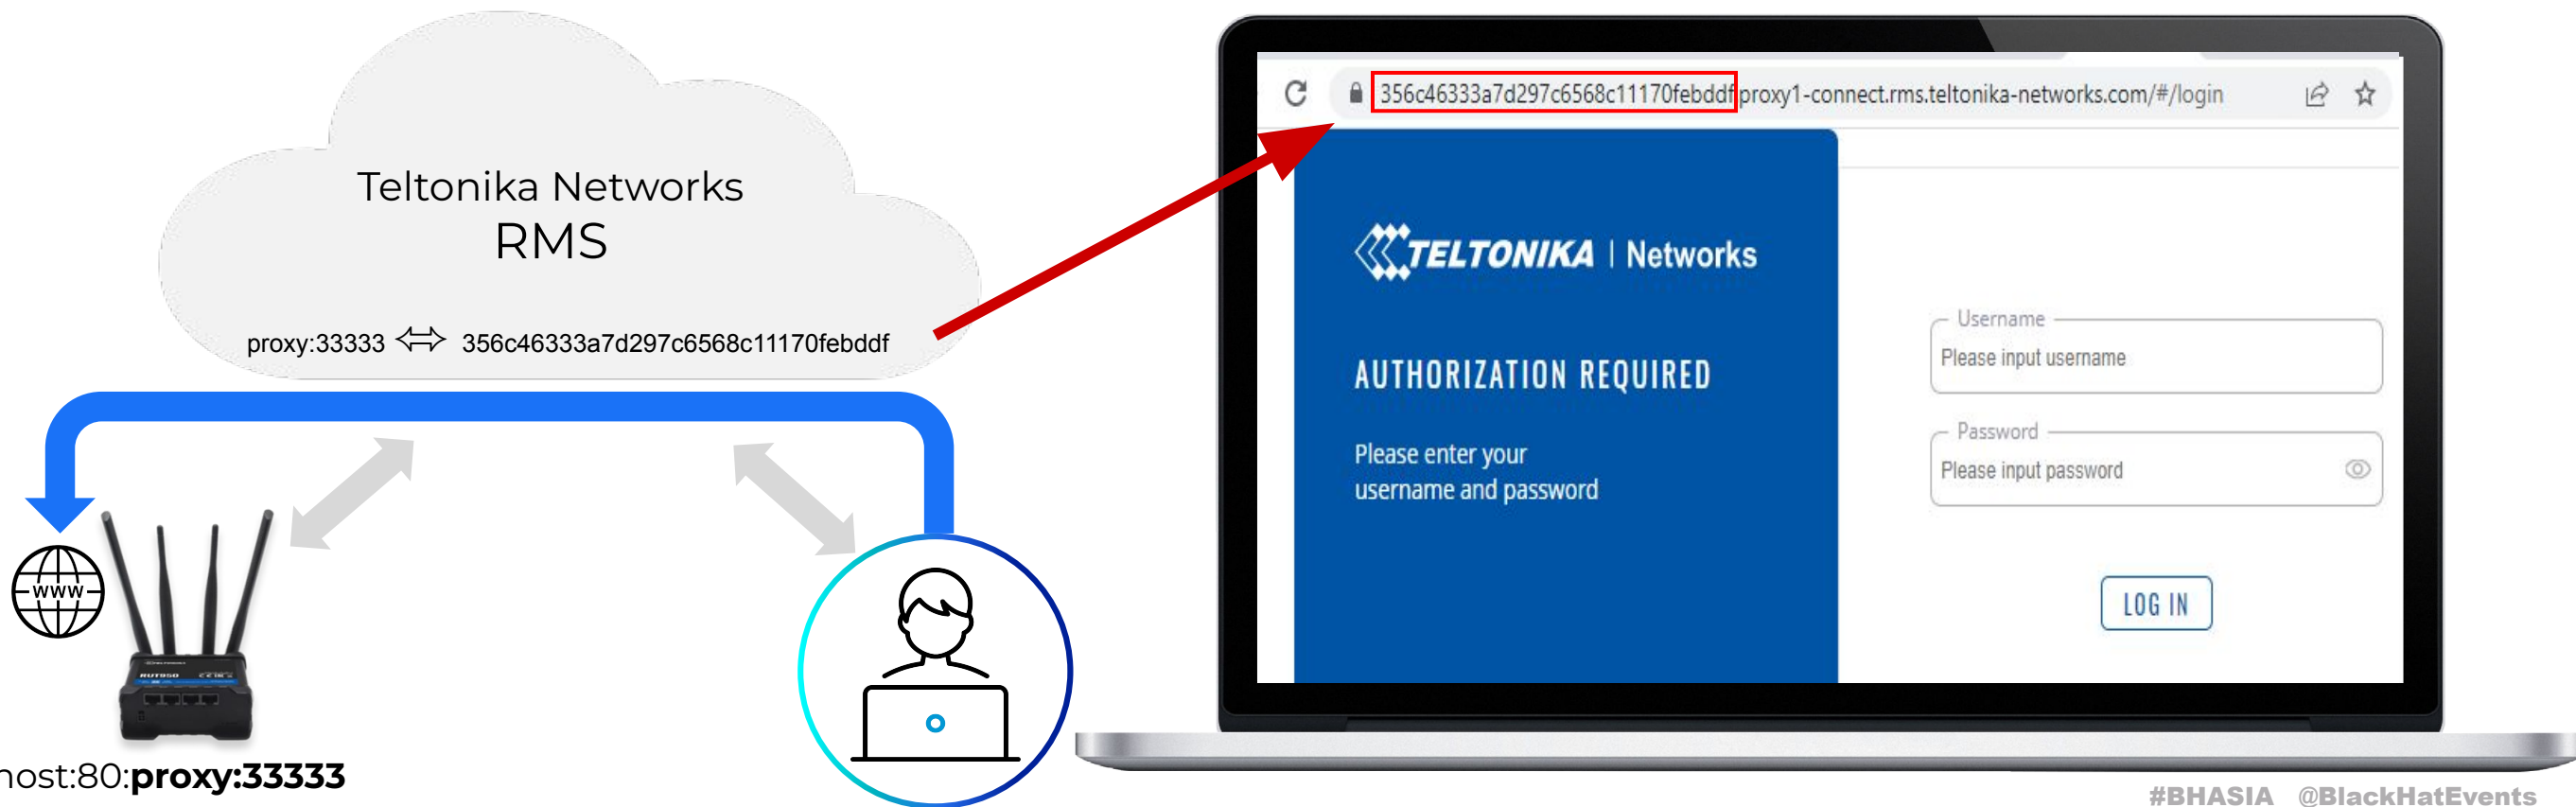 Teltonika Networks
RMS
proxy:33333 ⇔ 356c46333a7d297c6568c11170febddf
www
RUT950
host:80:proxy:33333
356c46333a7d297c6568c11170febddf.proxy1-connect.rms.teltonika-networks.com/#/login
TELTONIKA | Networks
AUTHORIZATION REQUIRED
Please enter your
username and password
Username
Please input username
Password
Please input password
LOG IN
#BHASIA @BlackHatEvents